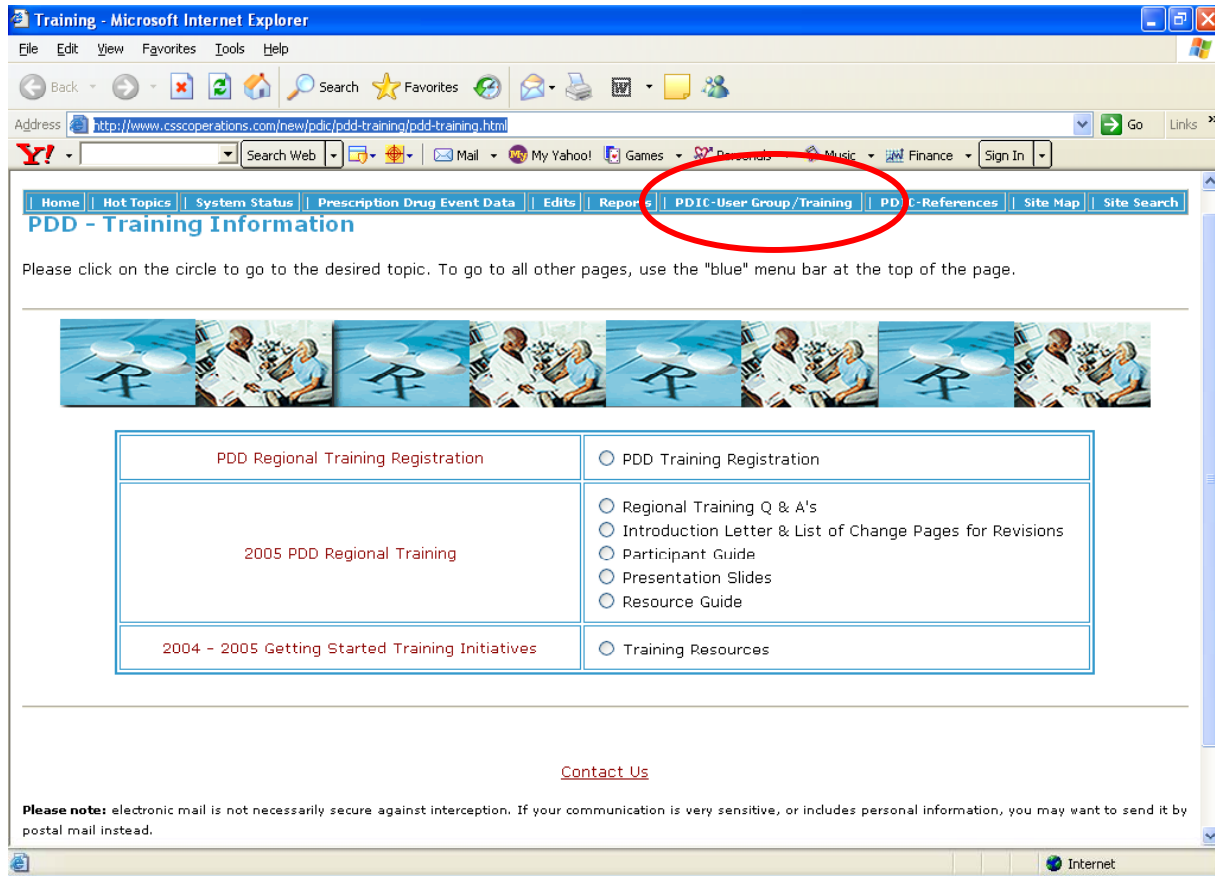 Training - Microsoft Internet Explorer
File Edit View Favorites Tools Help
Back Search Favorites
Address http://www.csscoperations.com/new/pdic/pdd-training/pdd-training.html Go Links »
Y! Search Web Mail My Yahoo! Games Personals Music Finance Sign In
| Home | | Hot Topics | | System Status | | Prescription Drug Event Data | | Edits | | Reports | | PDIC-User Group/Training | | PDIC-References | | Site Map | | Site Search
PDD - Training Information
Please click on the circle to go to the desired topic. To go to all other pages, use the "blue" menu bar at the top of the page.
PDD Regional Training Registration
PDD Training Registration
2005 PDD Regional Training
Regional Training Q & A's
Introduction Letter & List of Change Pages for Revisions
Participant Guide
Presentation Slides
Resource Guide
2004 - 2005 Getting Started Training Initiatives
Training Resources
Contact Us
Please note: electronic mail is not necessarily secure against interception. If your communication is very sensitive, or includes personal information, you may want to send it by
postal mail instead.
Internet